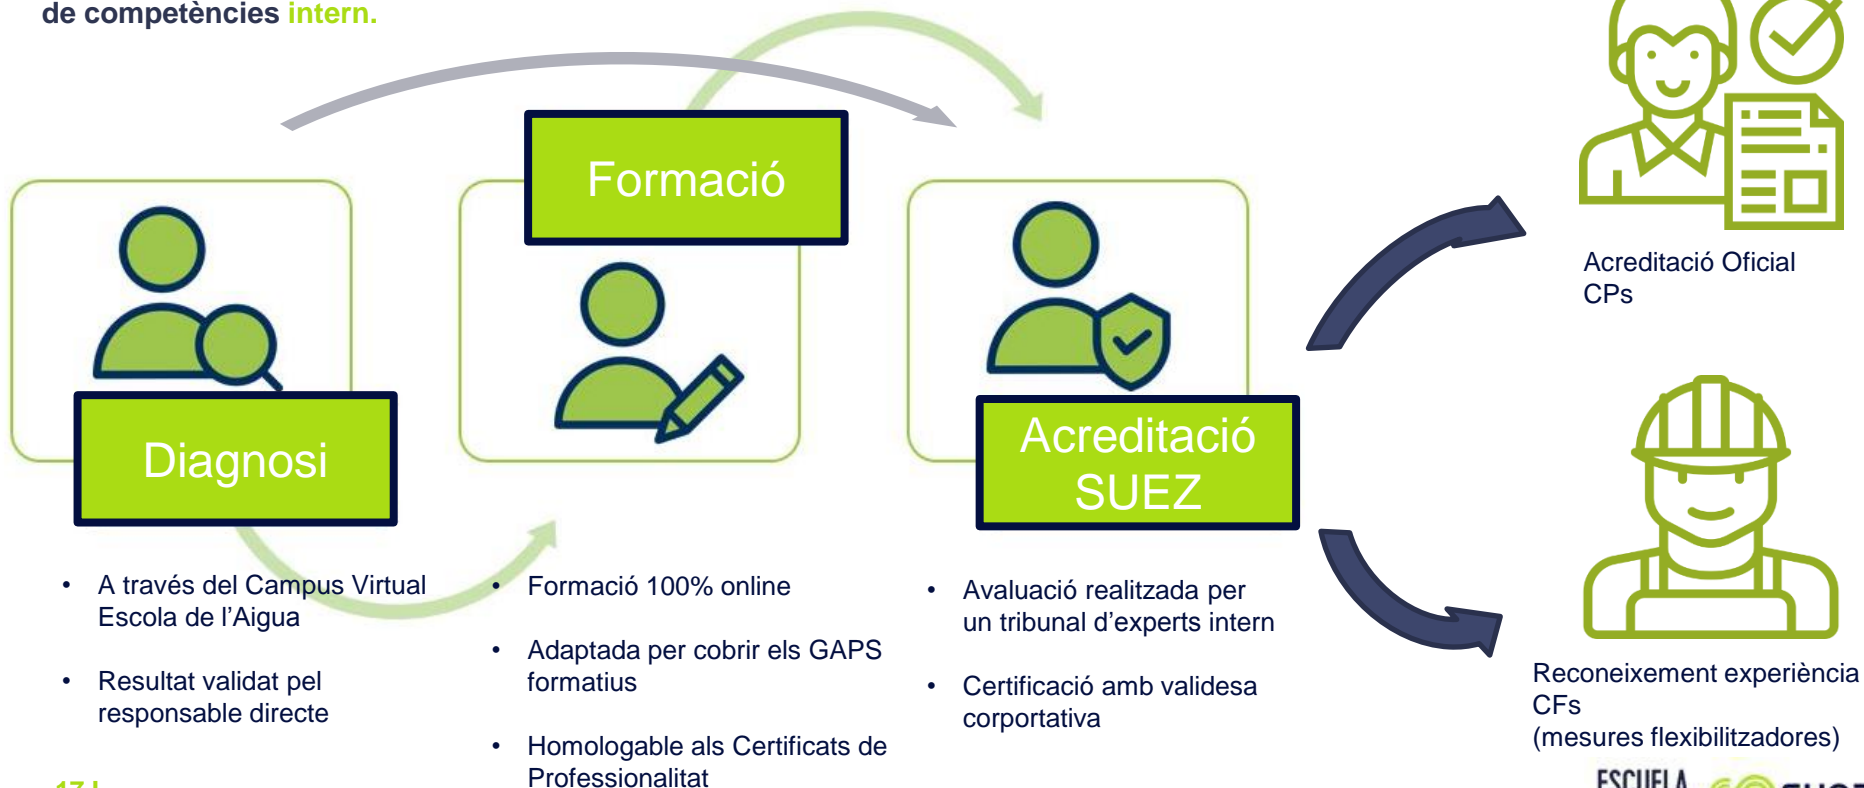 de competències intern.
Formació
Diagnosi
Acreditació
SUEZ
• A través del Campus Virtual
Escola de l’Aigua
• Resultat validat pel
responsable directe
• Formació 100% online
• Adaptada per cobrir els GAPS
formatius
• Homologable als Certificats de
Professionalitat
• Avaluació realitzada per
un tribunal d’experts intern
• Certificació amb validesa
corportativa
Acreditació Oficial
CPs
Reconeixement experiència
CFs
(mesures flexibilitzadores)
17 |
ESCUELA